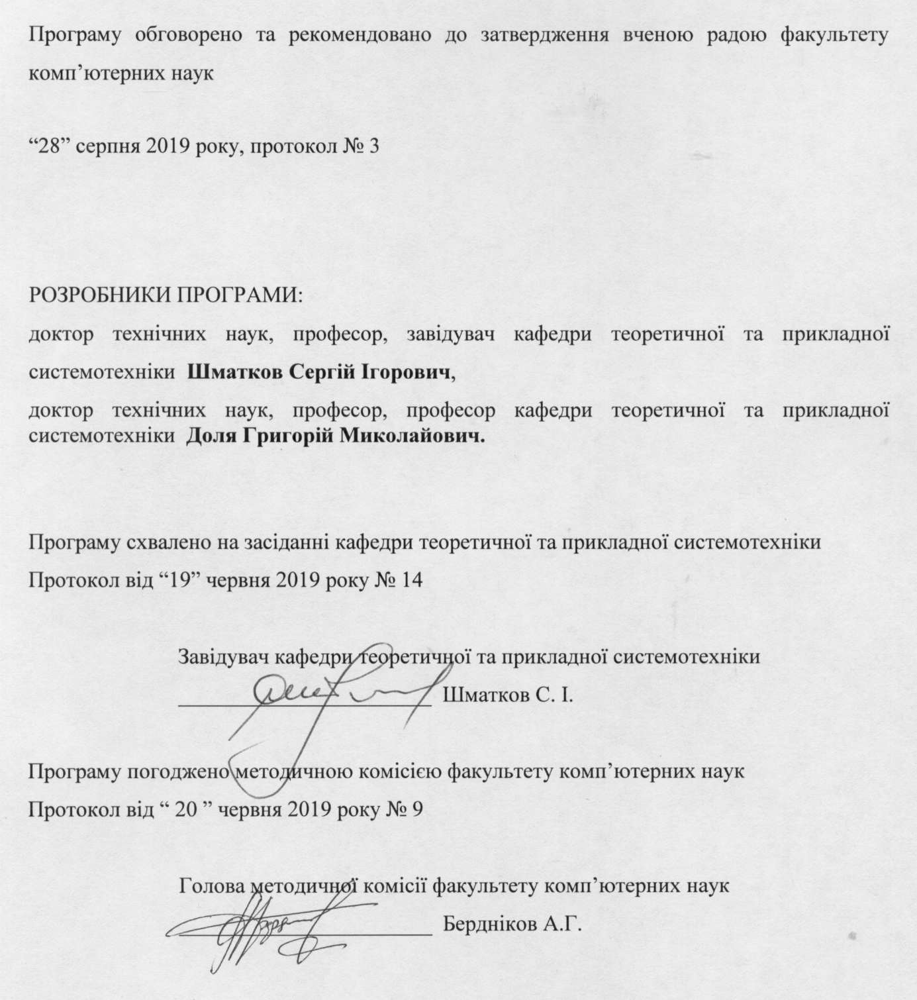 Програму обговорено та рекомендовано до затвердження вченою радою факультету
комп’ютерних наук
“28” серпня 2019 року, протокол № 3
РОЗРОБНИКИ ПРОГРАМИ:
доктор технічних наук, професор, завідувач кафедри теоретичної та прикладної
системотехніки Шматков Сергій Ігорович,
доктор технічних наук, професор, професор кафедри теоретичної та прикладної
системотехніки Доля Григорій Миколайович.
Програму схвалено на засіданні кафедри теоретичної та прикладної системотехніки
Протокол від “19” червня 2019 року № 14
Завідувач кафедри теоретичної та прикладної системотехніки
Шматков С. І.
Програму погоджено методичною комісією факультету комп’ютерних наук
Протокол від “ 20 ” червня 2019 року № 9
Голова методичної комісії факультету комп’ютерних наук
Бердніков А.Г.